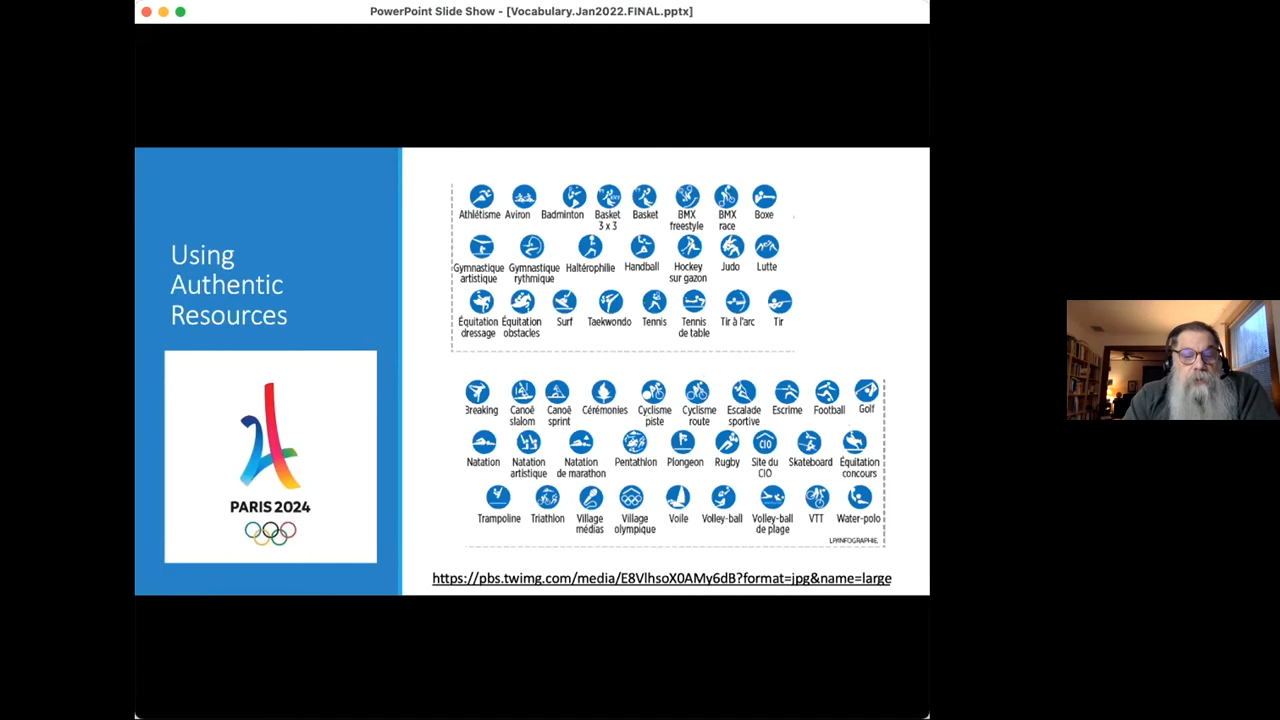 PowerPoint Slide Show - [Vocabulary.Jan2022.FINAL.pptx]
Using
Authentic
Resources
PARIS 2024
Athlétisme Aviron Badminton Basket Basket BMX BMX Boxe
3 x 3 freestyle race
Gymnastique Gymnastique Haltérophilie Handball Hockey Judo Lutte
artistique rythmique sur gazon
Équitation Équitation Surf Taekwondo Tennis Tennis Tir à l'arc Tir
dressage obstacles de table
Breaking Canoë Canoë Cérémonies Cyclisme Cyclisme Escalade Escrime Football Golf
slalom sprint piste route sportive
CIO
Natation Natation Natation Pentathlon Plongeon Rugby Site du Skateboard Équitation
artistique de marathon CIO concours
Trampoline Triathlon Village Village Voile Volley-ball Volley-ball VTT Water-polo
médias olympique de plage
LP/INFOGRAPHIE.
https://pbs.twimg.com/media/E8VlhsoX0AMy6dB?format=jpg&name=large